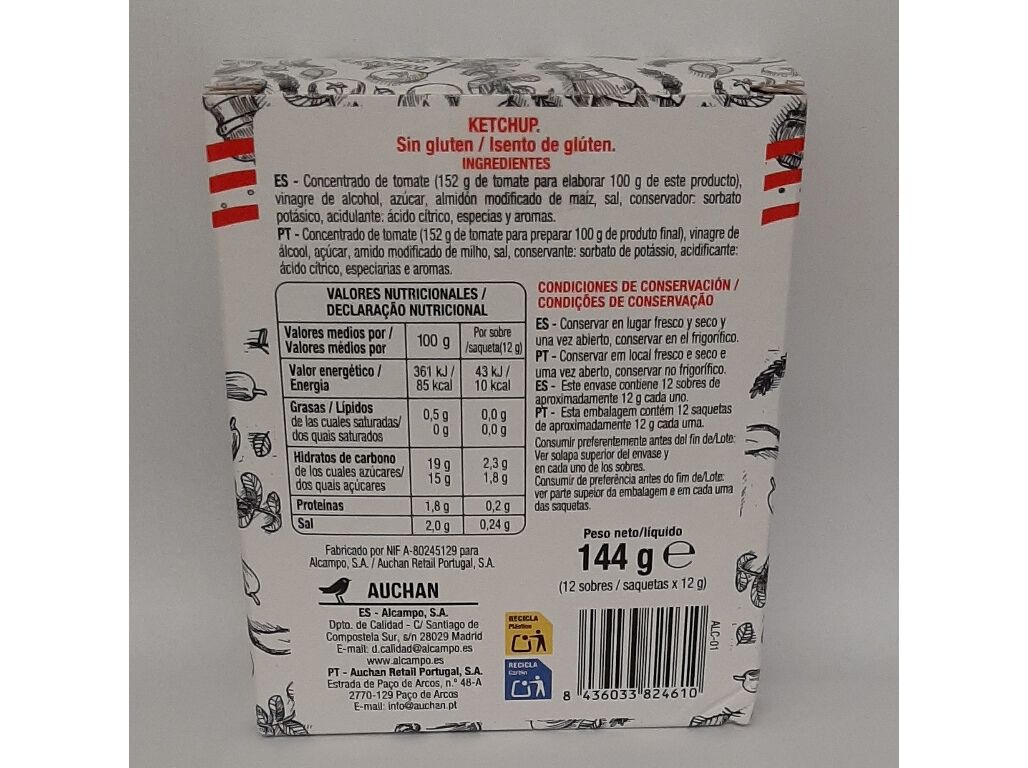 KETCHUP.
Sin gluten / Isento de glúten.
INGREDIENTES
ES - Concentrado de tomate (152 g de tomate para elaborar 100 g de este producto),
vinagre de alcohol, azúcar, almidón modificado de maíz, sal, conservador: sorbato
potásico, acidulante: ácido cítrico, especias y aromas.
PT - Concentrado de tomate (152 g de tomate para preparar 100 g de produto final), vinagre de
álcool, açúcar, amido modificado de milho, sal, conservante: sorbato de potássio, acidificante:
ácido cítrico, especiarias e aromas.
VALORES NUTRICIONALES /
DECLARAÇÃO NUTRICIONAL
Valores medios por /
Valores médios por
100 g
Por sobre
/saqueta(12 g)
Valor energético /
Energia
361 kJ /
85 kcal
43 kJ /
10 kcal
Grasas / Lípidos
de las cuales saturadas/
dos quais saturados
0,5 g
0 g
0,0 g
0,0 g
Hidratos de carbono
de los cuales azúcares/
dos quais açúcares
19 g
15 g
2,3 g
1,8 g
Proteinas
1,8 g
0,2 g
Sal
2,0 g
0,24 g
CONDICIONES DE CONSERVACIÓN /
CONDIÇÕES DE CONSERVAÇÃO
ES - Conservar en lugar fresco y seco y
una vez abierto, conservar en el frigorífico.
PT - Conservar em local fresco e seco e
uma vez aberto, conservar no frigorífico.
ES - Este envase contiene 12 sobres de
aproximadamente 12 g cada uno.
PT - Esta embalagem contém 12 saquetas
de aproximadamente 12 g cada uma.
Consumir preferentemente antes del fin de/Lote:
Ver solapa superior del envase y
en cada uno de los sobres.
Consumir de preferência antes do fim de/Lote:
ver parte supeior da embalagem e em cada uma
das saquetas.
Peso neto/líquido
144 g e
(12 sobres / saquetas x 12 g)
Fabricado por NIF A-80245129 para
Alcampo, S.A. / Auchan Retail Portugal, S.A.
AUCHAN
ES - Alcampo, S.A.
Dpto. de Calidad - C/ Santiago de
Compostela Sur, s/n 28029 Madrid
E-mail: d.calidad@alcampo.es
www.alcampo.es
PT - Auchan Retail Portugal, S.A.
Estrada de Paço de Arcos, n.º 48-A
2770-129 Paço de Arcos
E-mail: info@auchan.pt
RECICLA
Plástico
RECICLA
Cartón
8 436033 824610
ALC-01